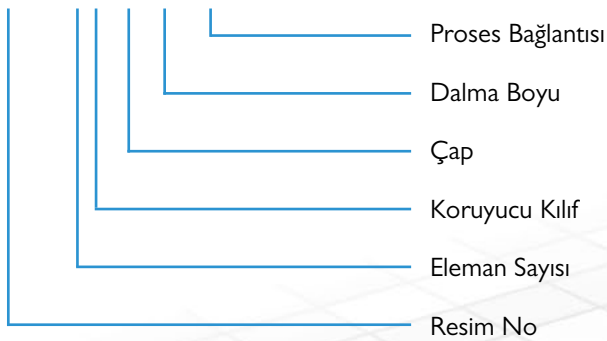 Proses Bağlantısı
Dalma Boyu
Çap
Koruyucu Kılıf
Eleman Sayısı
Resim No